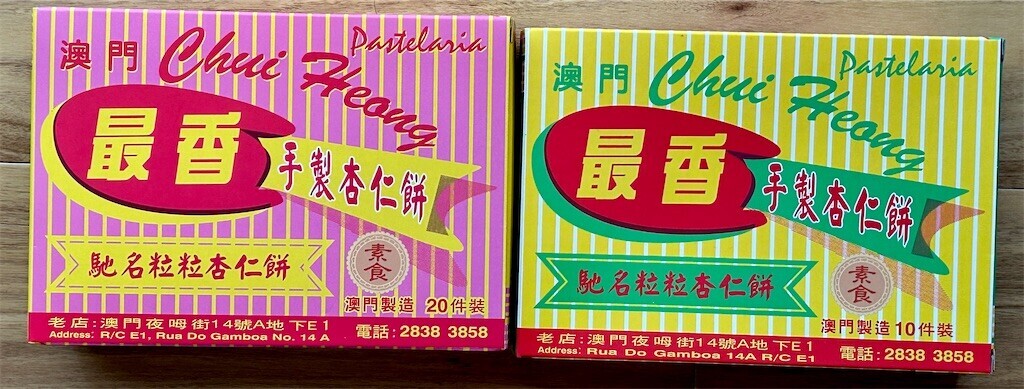 澳門 Chui Heong Pastelaria
最香
手製杏仁餅
馳名粒粒杏仁餅
素食
澳門製造 20件裝
老店:澳門夜呣街14號A地下E1
Address: R/C E1, Rua Do Gamboa No. 14 A
電話: 2838 3858
澳門 Chui Heong Pastelaria
最香
手製杏仁餅
馳名粒粒杏仁餅
素食
澳門製造 10件裝
老店:澳門夜呣街14號A地下E1
Address: Rua Do Gamboa 14A R/C E1
電話: 2838 3858